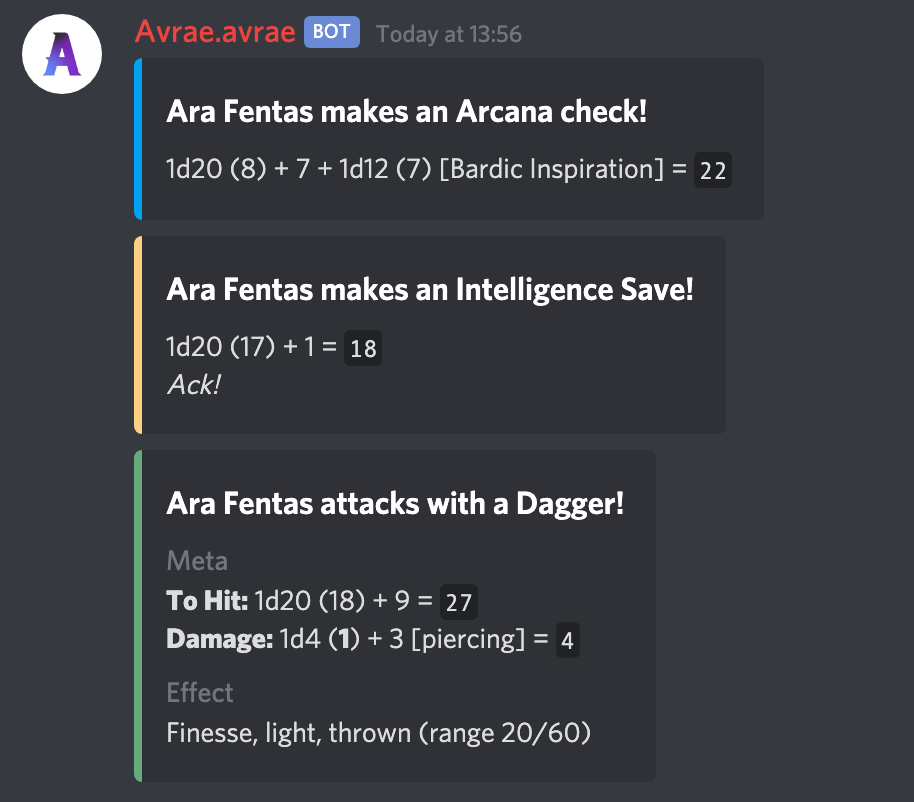 A
Avrae.avrae BOT Today at 13:56
Ara Fentas makes an Arcana check!
1d20 (8) + 7 + 1d12 (7) [Bardic Inspiration] = 22
Ara Fentas makes an Intelligence Save!
1d20 (17) + 1 = 18
Ack!
Ara Fentas attacks with a Dagger!
Meta
To Hit: 1d20 (18) + 9 = 27
Damage: 1d4 (1) + 3 [piercing] = 4
Effect
Finesse, light, thrown (range 20/60)